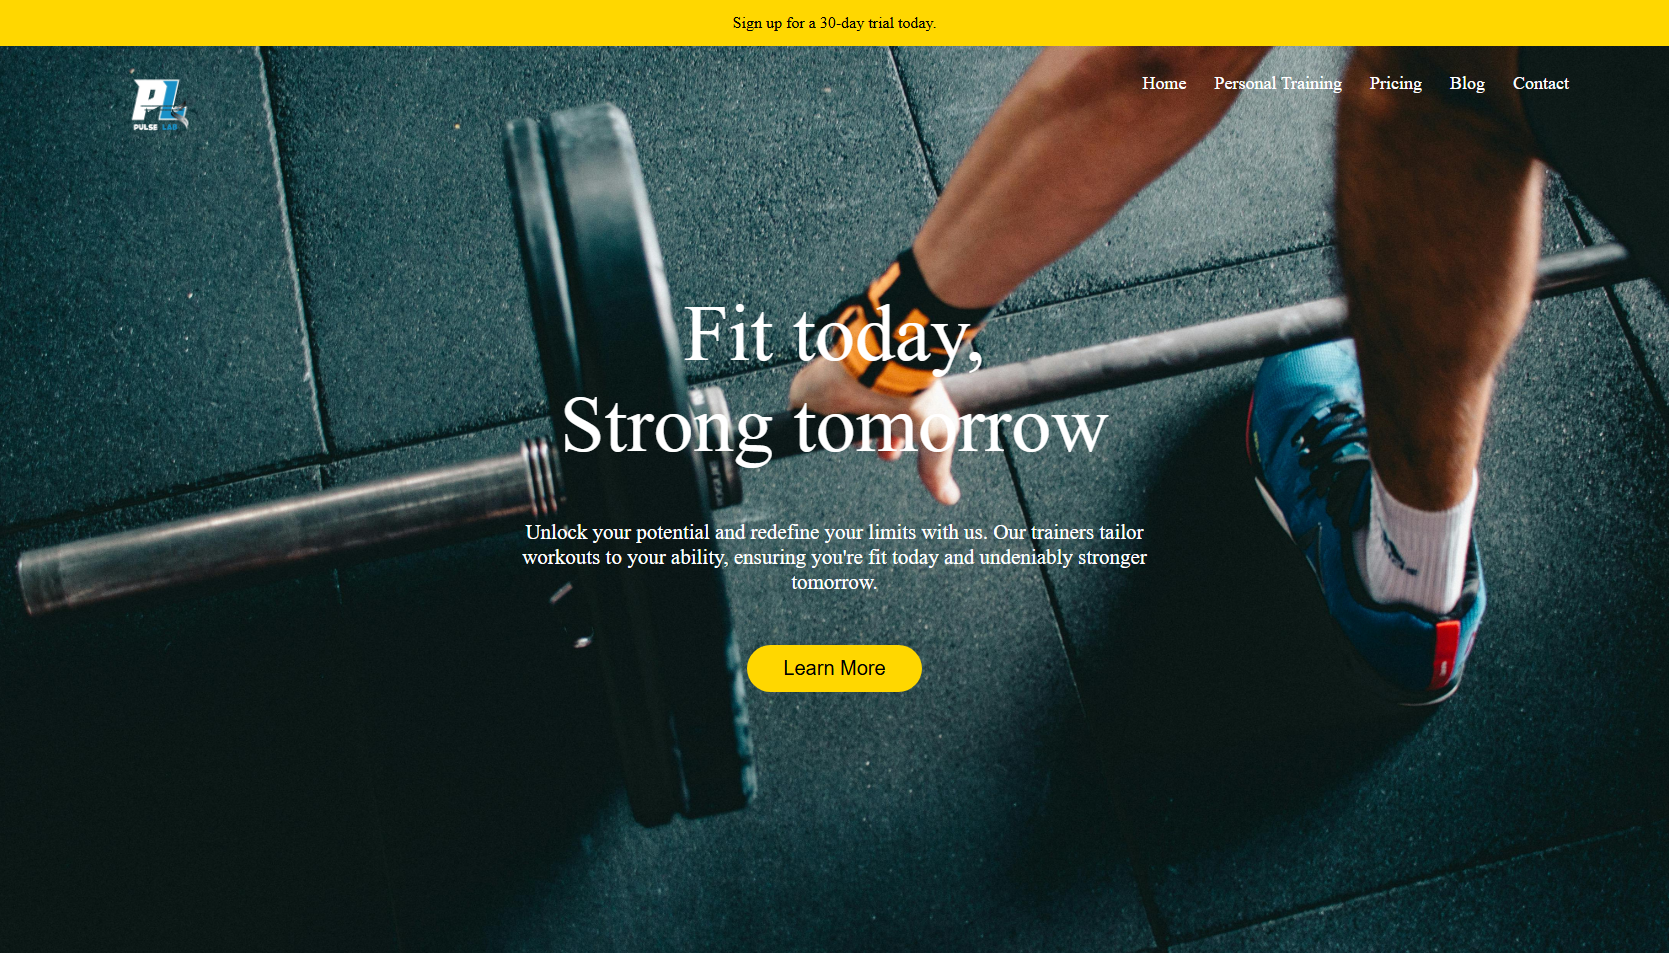 Sign up for a 30-day trial today.
PL
PULSE LAB
Home Personal Training Pricing Blog Contact
Fit today,
Strong tomorrow
Unlock your potential and redefine your limits with us. Our trainers tailor
workouts to your ability, ensuring you're fit today and undeniably stronger
tomorrow.
Learn More